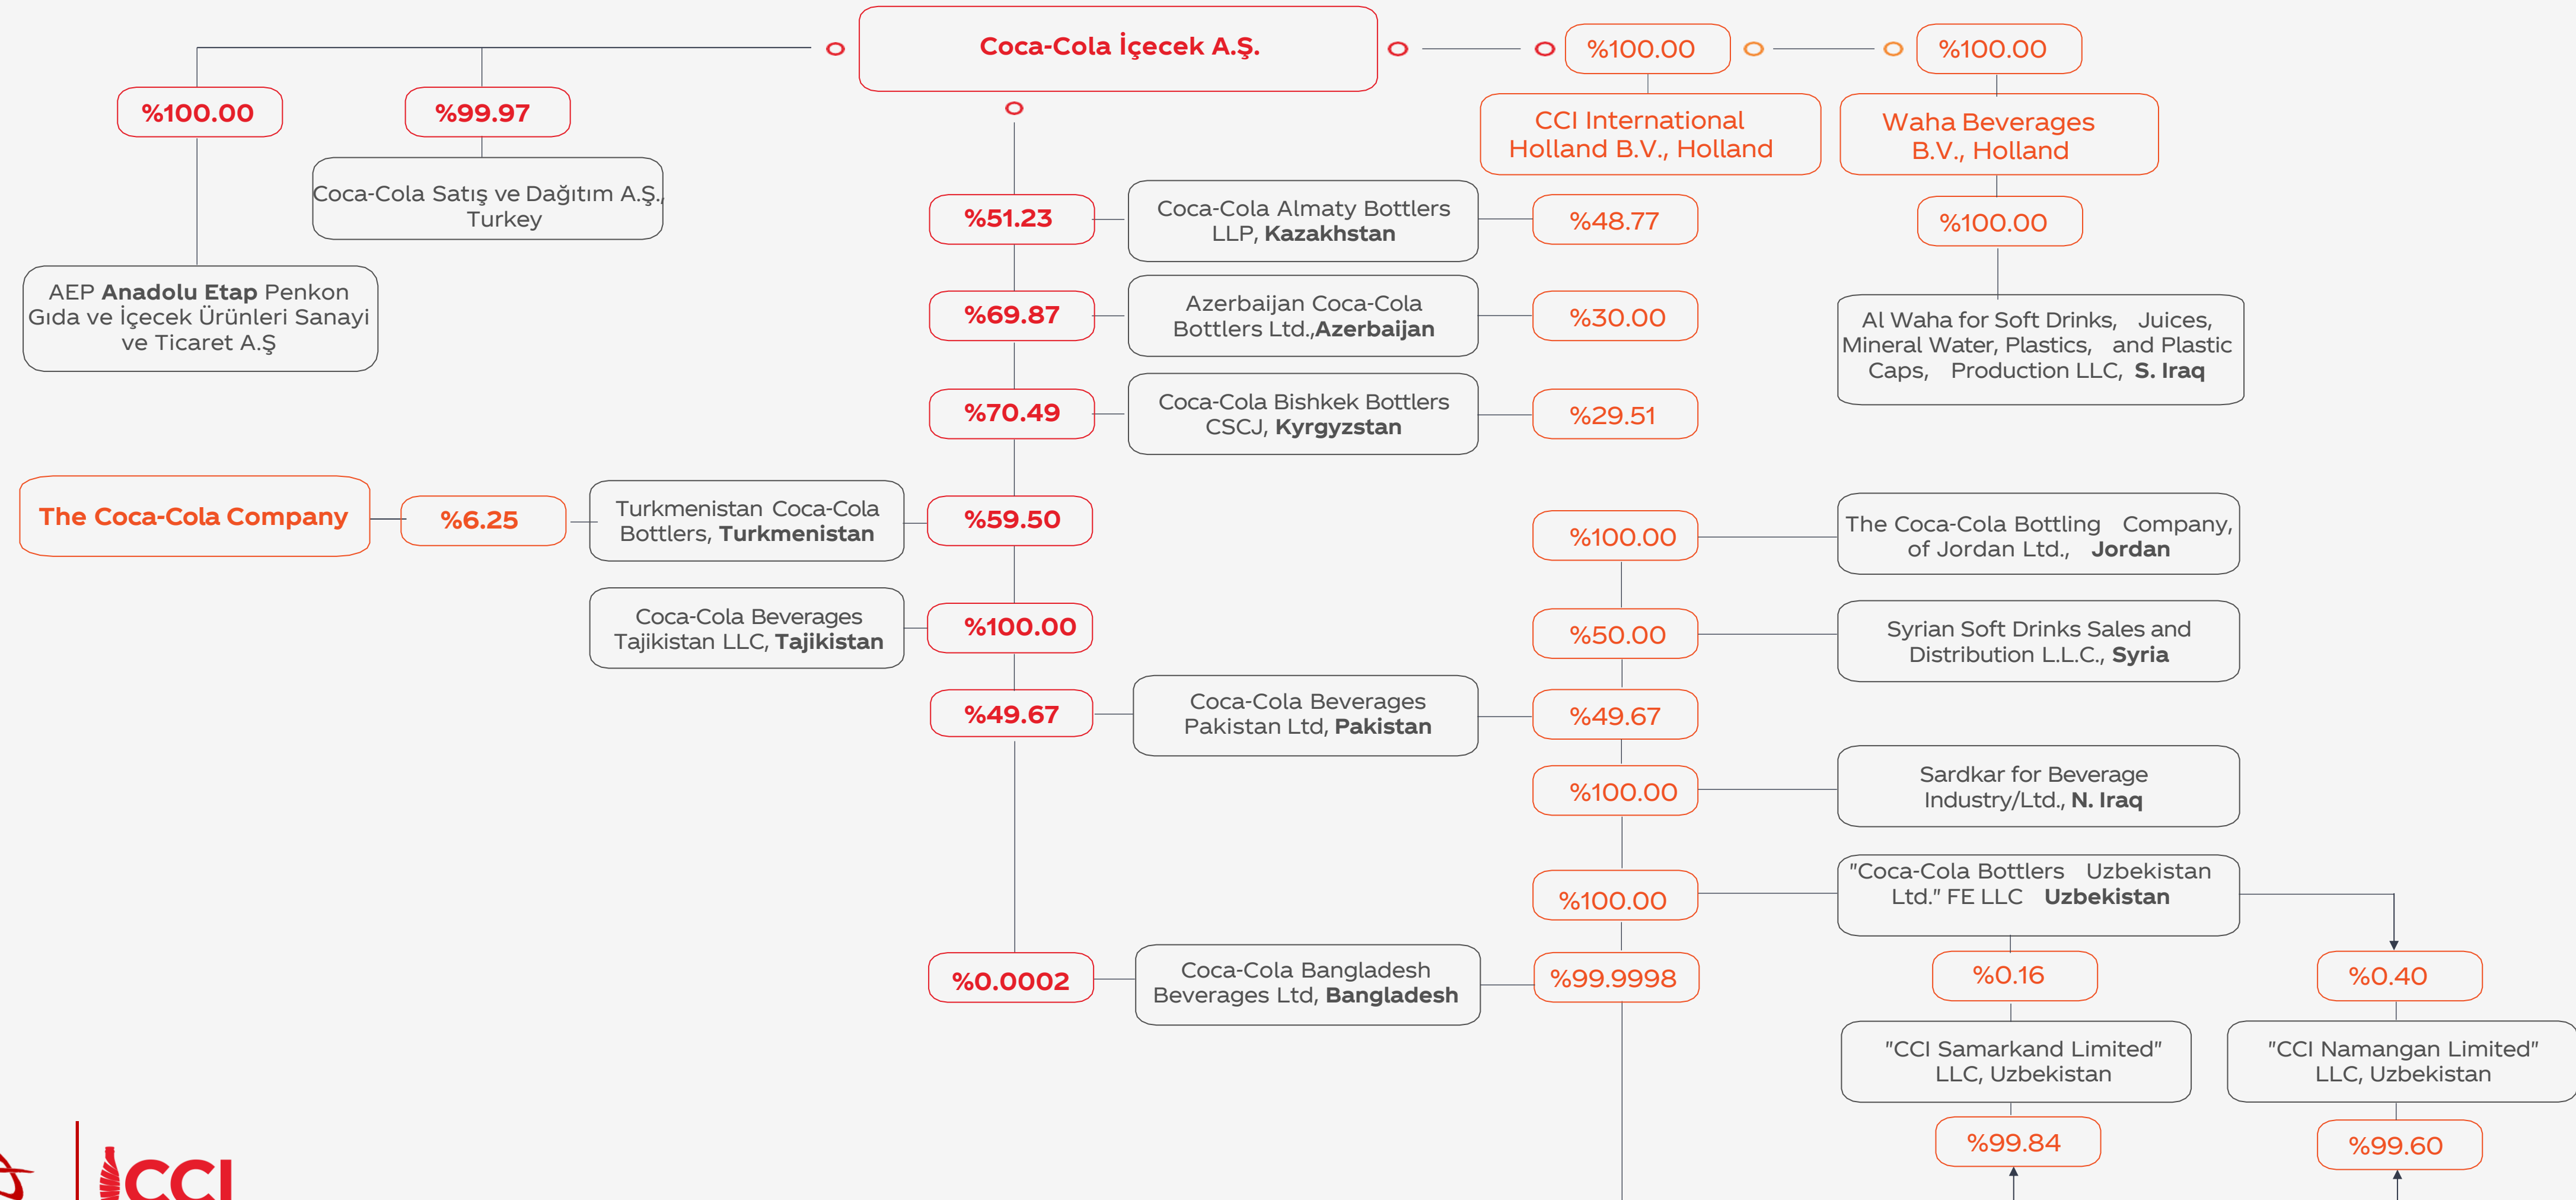 Coca-Cola İçecek A.Ş.
%100.00
%100.00
%100.00
%99.97
CCI International
Holland B.V., Holland
Waha Beverages
B.V., Holland
Coca-Cola Satış ve Dağıtım A.Ş.,
Turkey
%51.23
Coca-Cola Almaty Bottlers
LLP, Kazakhstan
%48.77
%100.00
AEP Anadolu Etap Penkon
Gıda ve İçecek Ürünleri Sanayi
ve Ticaret A.Ş
%69.87
Azerbaijan Coca-Cola
Bottlers Ltd.,Azerbaijan
%30.00
Al Waha for Soft Drinks, Juices,
Mineral Water, Plastics, and Plastic
Caps, Production LLC, S. Iraq
%70.49
Coca-Cola Bishkek Bottlers
CSCJ, Kyrgyzstan
%29.51
The Coca-Cola Company
%6.25
Turkmenistan Coca-Cola
Bottlers, Turkmenistan
%59.50
%100.00
The Coca-Cola Bottling Company,
of Jordan Ltd., Jordan
Coca-Cola Beverages
Tajikistan LLC, Tajikistan
%100.00
%50.00
Syrian Soft Drinks Sales and
Distribution L.L.C., Syria
%49.67
Coca-Cola Beverages
Pakistan Ltd, Pakistan
%49.67
%100.00
Sardkar for Beverage
Industry/Ltd., N. Iraq
%100.00
"Coca-Cola Bottlers Uzbekistan
Ltd." FE LLC Uzbekistan
%0.0002
Coca-Cola Bangladesh
Beverages Ltd, Bangladesh
%99.9998
%0.16
%0.40
"CCI Samarkand Limited"
LLC, Uzbekistan
"CCI Namangan Limited"
LLC, Uzbekistan
%99.84
%99.60
CCI